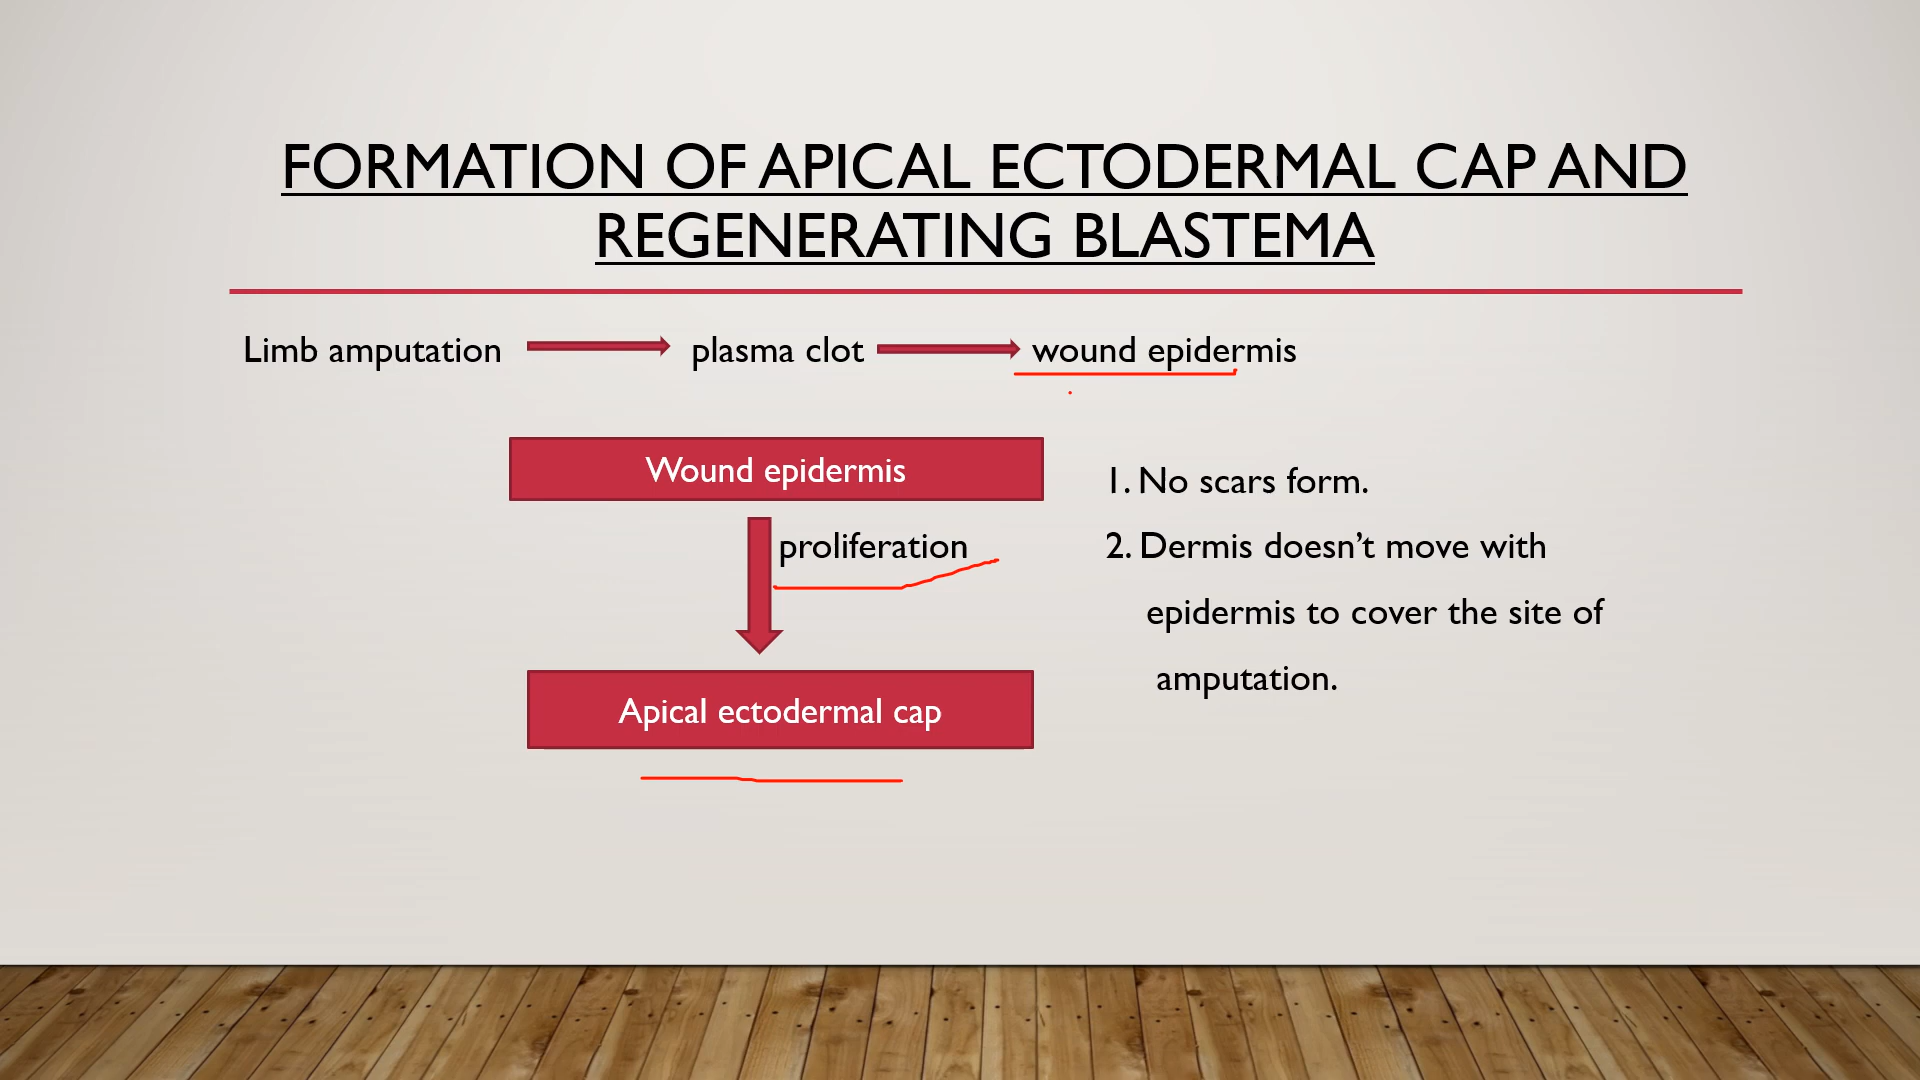 FORMATION OF APICAL ECTODERMAL CAP AND
REGENERATING BLASTEMA
Limb amputation plasma clot wound epidermis
Wound epidermis
proliferation
Apical ectodermal cap
1. No scars form.
2. Dermis doesn’t move with
epidermis to cover the site of
amputation.